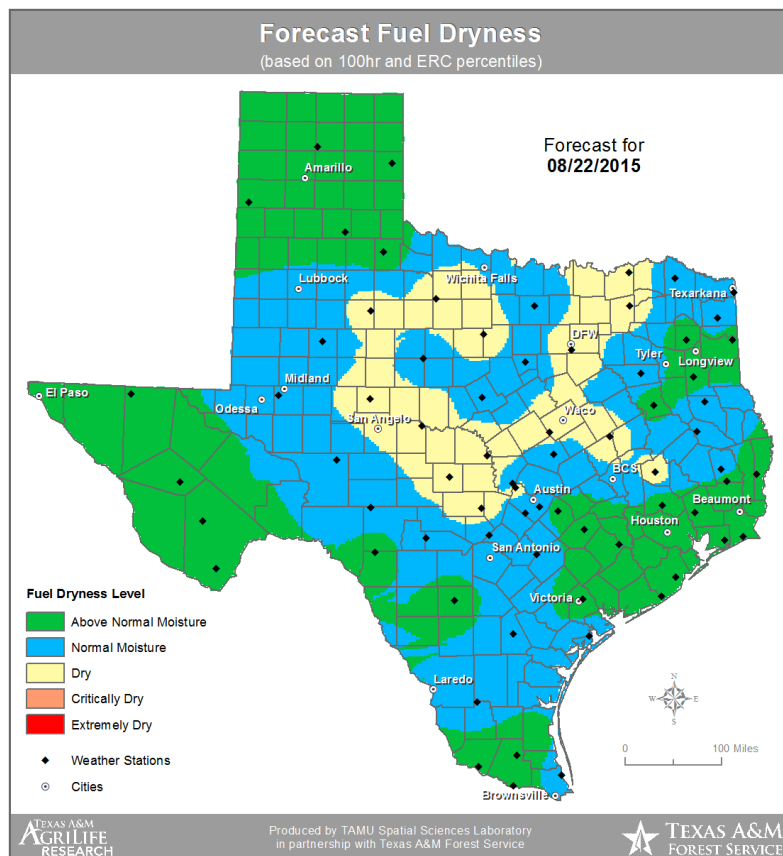 Forecast Fuel Dryness
(based on 100hr and ERC percentiles)
Forecast for
08/22/2015
Amarillo
Lubbock
Wichita Falls
Texarkana
DFW
Tyler
Longview
El Paso
Midland
Odessa
San Angelo
Waco
BCS
Austin
Beaumont
Houston
San Antonio
Victoria
Laredo
Brownsville
Fuel Dryness Level
Above Normal Moisture
Normal Moisture
Dry
Critically Dry
Extremely Dry
Weather Stations
Cities
N
W E
S
0 100 Miles
TEXAS A&M
AGRILIFE
RESEARCH
Produced by TAMU Spatial Sciences Laboratory
in partnership with Texas A&M Forest Service
TEXAS A&M
FOREST SERVICE